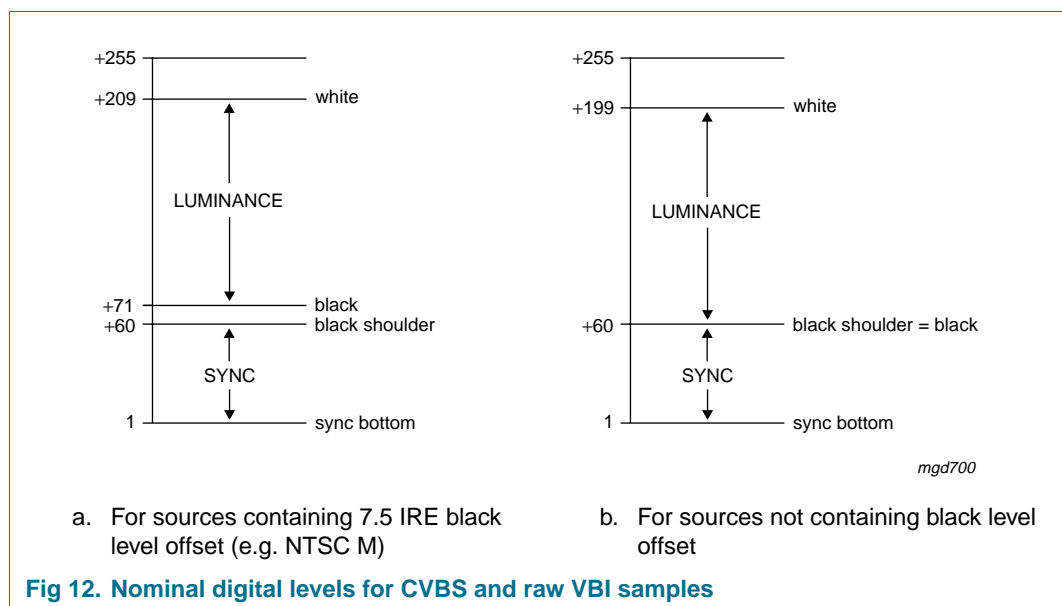 +255
+209
white
LUMINANCE
+71
black
+60
black shoulder
SYNC
1
sync bottom
+255
+199
white
LUMINANCE
+60
black shoulder = black
SYNC
1
sync bottom
mgd700
a. For sources containing 7.5 IRE black
level offset (e.g. NTSC M)
b. For sources not containing black level
offset
Fig 12. Nominal digital levels for CVBS and raw VBI samples